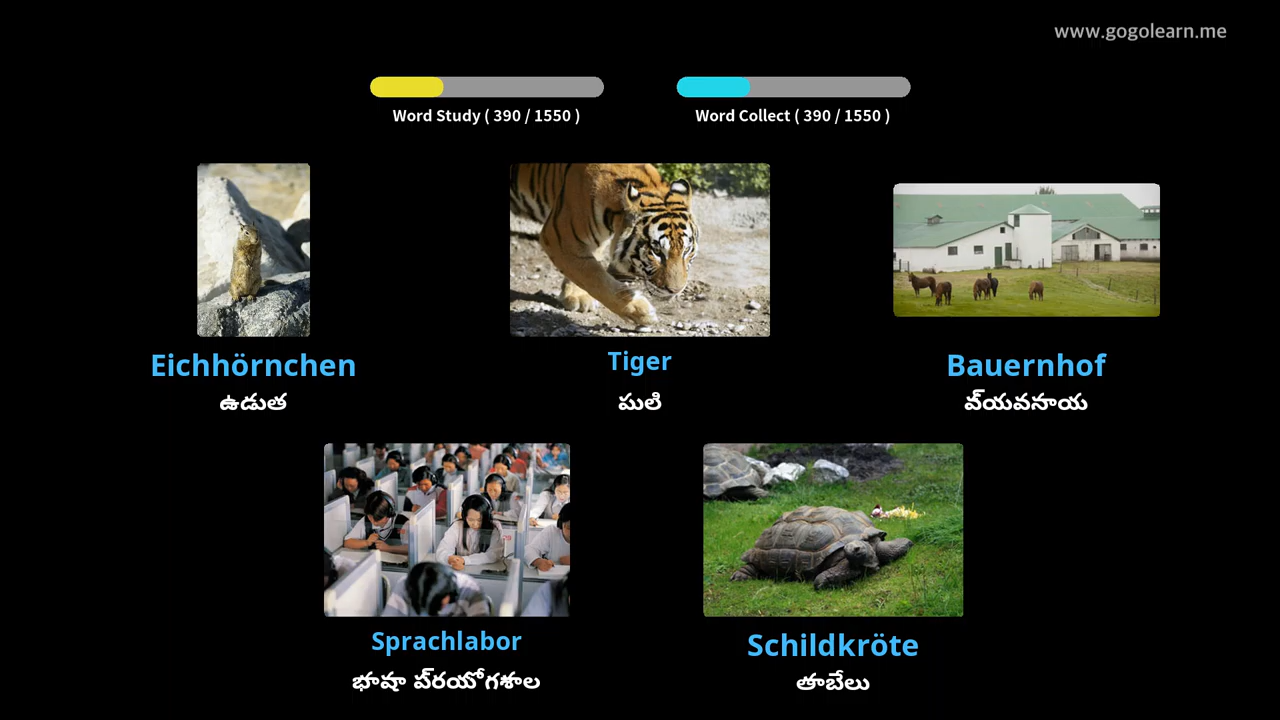 www.gogolearn.me
Word Study ( 390 / 1550 )
Word Collect ( 390 / 1550 )
Eichhörnchen
ఉడుత
Tiger
పులి
Bauernhof
వ్‌యవనాయ
Sprachlabor
భాషా ప్‌రయోగశాల
Schildkröte
తాబేలు